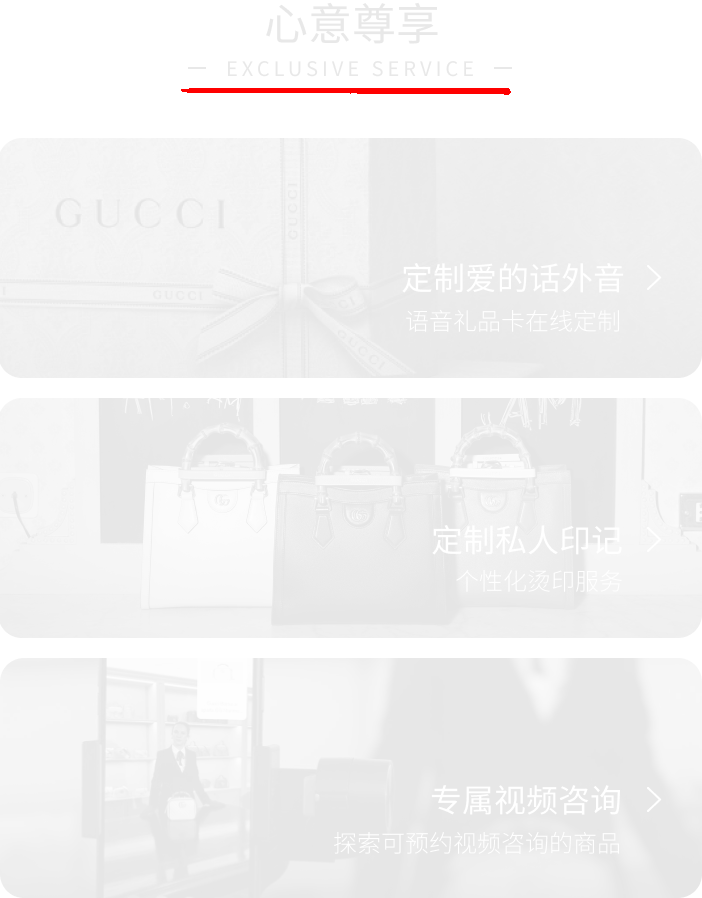 心意尊享
EXCLUSIVE SERVICE
GUCCI
GUCCI
GUCCI
GUCCI
定制爱的话外音
语音礼品卡在线定制
定制私人印记
个性化烫印服务
专属视频咨询
探索可预约视频咨询的商品